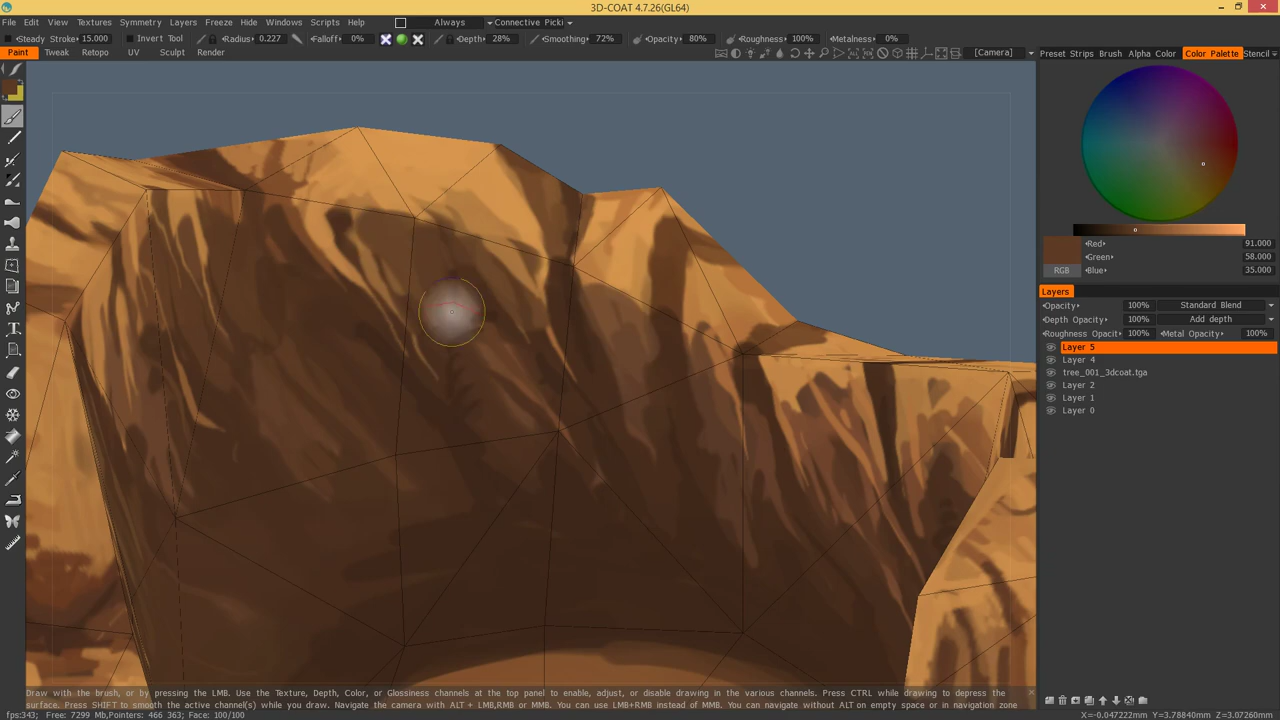 3D-COAT 4.7.26(GL64)
File Edit View Textures Symmetry Layers Freeze Hide Windows Scripts Help Always Connective Picki
Steady Stroke 15.000 Invert Tool Radius: 0.227 Falloff: 0% Depth: 28% Smoothing: 72% Opacity: 80% Roughness: 100% Metalness: 0%
Paint Tweak Retopo UV Sculpt Render [Camera] Preset Strips Brush Alpha Color Color Palette Stencil
Red: 91.000
Green: 58.000
RGB Blue: 35.000
Layers
Opacity: 100% Standard Blend
Depth Opacity: 100% Add depth
Roughness Opacit 100% Metal Opacity: 100%
Layer 5
Layer 4
tree_001_3dcoat.tga
Layer 2
Layer 1
Layer 0
Draw with the brush, or by pressing the LMB. Use the Texture, Depth, Color, or Glossiness channels at the top panel to enable, adjust, or disable drawing in the various channels. Press CTRL while drawing to depress the
surface. Press SHIFT to smooth the active channel(s) while you draw. Navigate the camera with ALT + LMB,RMB or MMB. You can use LMB+RMB instead of MMB. You can navigate without ALT on empty space or in navigation zone
fps:343; Free: 7299 Mb,Pointers: 466 363; Face: 100/100 X=-0.047222mm Y=3.78840mm Z=3.07260mm